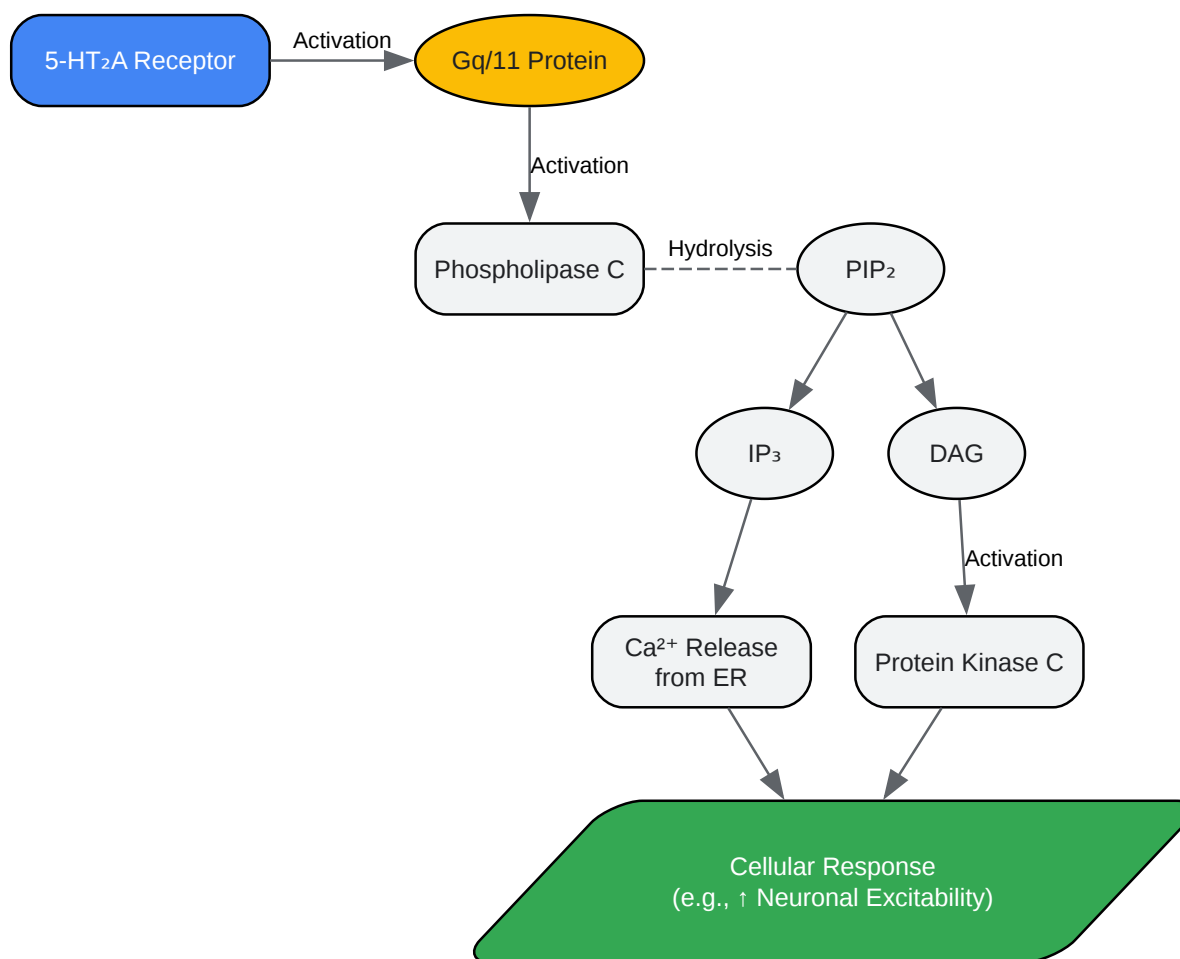 5-HT₂A Receptor
Activation
Gq/11 Protein
Activation
Phospholipase C
Hydrolysis
PIP₂
IP₃
DAG
Activation
Ca²⁺ Release
from ER
Protein Kinase C
Cellular Response
(e.g., ↑ Neuronal Excitability)